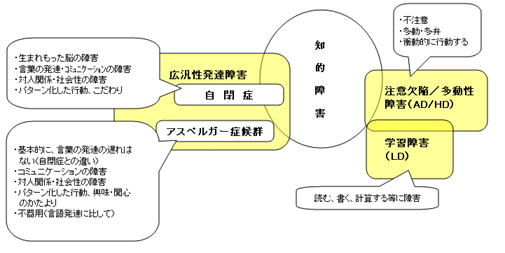 ・生まれもった脳の障害
・言葉の発達・コミュニケーションの障害
・対人関係・社会性の障害
・パターン化した行動、こだわり
広汎性発達障害
自閉症
アスペルガー症候群
・基本的に、言葉の発達の遅れは
ない(自閉症との違い)
・コミュニケーションの障害
・対人関係・社会性の障害
・パターン化した行動、興味・関心
のかたより
・不器用(言語発達に比して)
知的障害
・不注意
・多動・多弁
・衝動的に行動する
注意欠陥/多動性
障害(AD/HD)
学習障害
(LD)
読む、書く、計算する等に障害